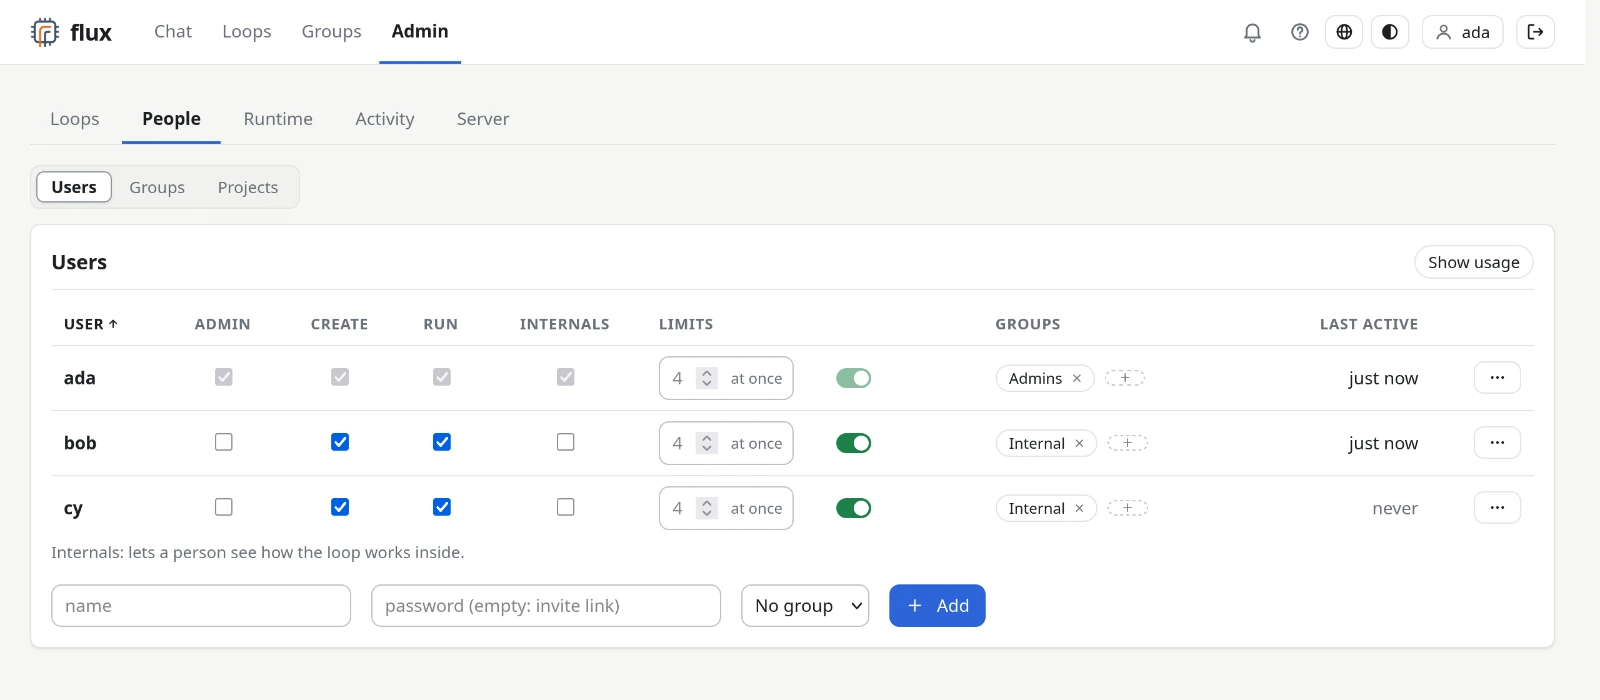 flux Chat Loops Groups Admin ada
Loops People Runtime Activity Server
Users Groups Projects
Users Show usage
USER ↑ ADMIN CREATE RUN INTERNALS LIMITS GROUPS LAST ACTIVE
ada 4 at once Admins × + just now ···
bob 4 at once Internal × + just now ···
cy 4 at once Internal × + never ···
Internals: lets a person see how the loop works inside.
name password (empty: invite link) No group + Add